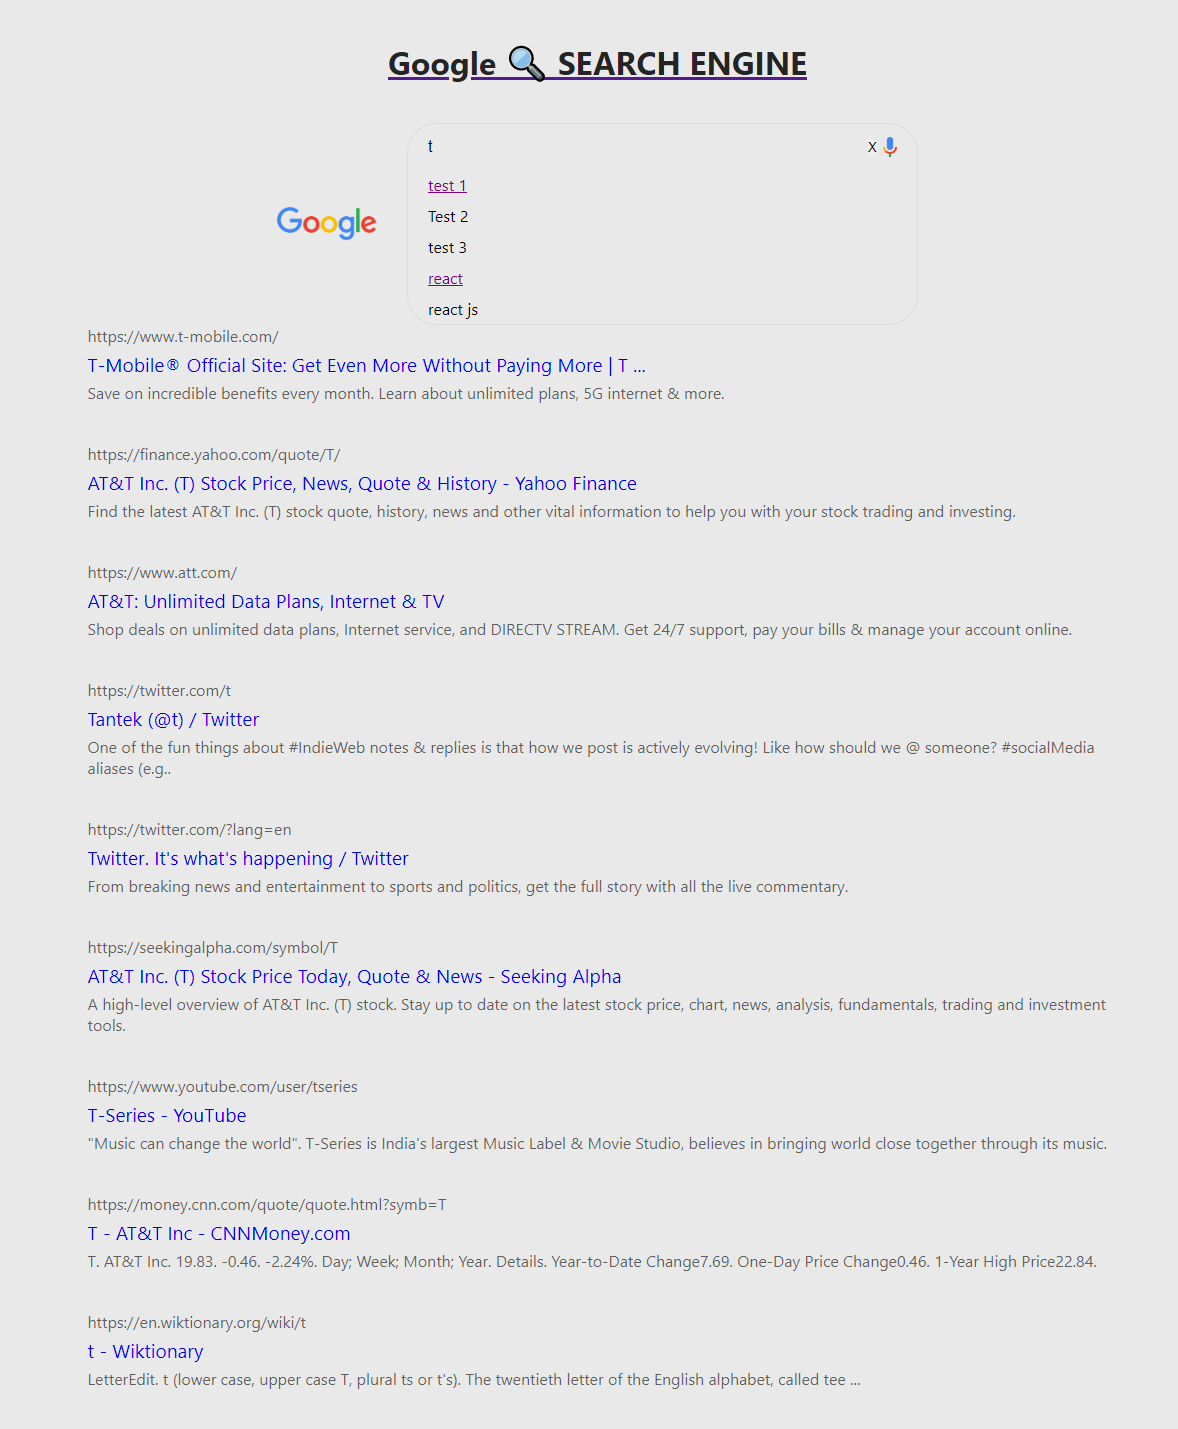 Google 🔍 SEARCH ENGINE
t X
test 1
Test 2
Google
test 3
react
react js
https://www.t-mobile.com/
T-Mobile® Official Site: Get Even More Without Paying More | T ...
Save on incredible benefits every month. Learn about unlimited plans, 5G internet & more.
https://finance.yahoo.com/quote/T/
AT&T Inc. (T) Stock Price, News, Quote & History - Yahoo Finance
Find the latest AT&T Inc. (T) stock quote, history, news and other vital information to help you with your stock trading and investing.
https://www.att.com/
AT&T: Unlimited Data Plans, Internet & TV
Shop deals on unlimited data plans, Internet service, and DIRECTV STREAM. Get 24/7 support, pay your bills & manage your account online.
https://twitter.com/t
Tantek (@t) / Twitter
One of the fun things about #IndieWeb notes & replies is that how we post is actively evolving! Like how should we @ someone? #socialMedia
aliases (e.g..
https://twitter.com/?lang=en
Twitter. It's what's happening / Twitter
From breaking news and entertainment to sports and politics, get the full story with all the live commentary.
https://seekingalpha.com/symbol/T
AT&T Inc. (T) Stock Price Today, Quote & News - Seeking Alpha
A high-level overview of AT&T Inc. (T) stock. Stay up to date on the latest stock price, chart, news, analysis, fundamentals, trading and investment
tools.
https://www.youtube.com/user/tseries
T-Series - YouTube
"Music can change the world". T-Series is India's largest Music Label & Movie Studio, believes in bringing world close together through its music.
https://money.cnn.com/quote/quote.html?symb=T
T - AT&T Inc - CNNMoney.com
T. AT&T Inc. 19.83. -0.46. -2.24%. Day; Week; Month; Year. Details. Year-to-Date Change7.69. One-Day Price Change0.46. 1-Year High Price22.84.
https://en.wiktionary.org/wiki/t
t - Wiktionary
LetterEdit. t (lower case, upper case T, plural ts or t's). The twentieth letter of the English alphabet, called tee ...